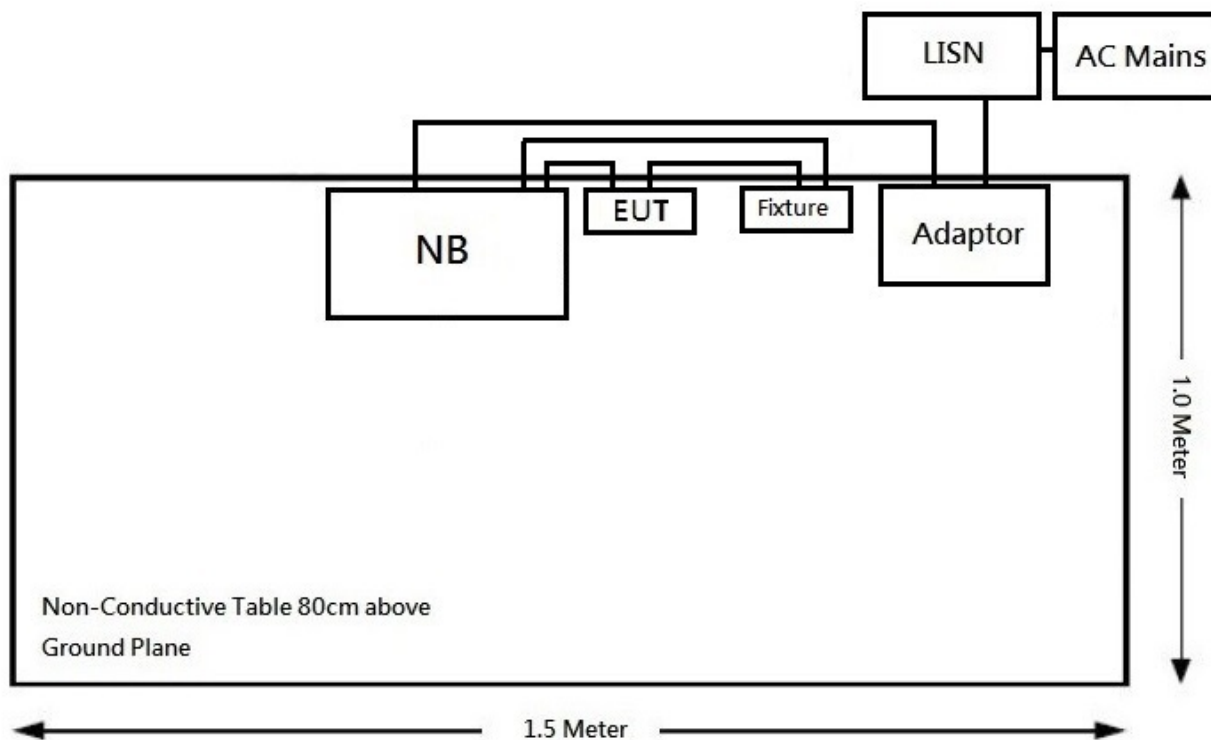 LISN
AC Mains
NB
EUT
Fixture
Adaptor
1.0 Meter
Non-Conductive Table 80cm above
Ground Plane
1.5 Meter